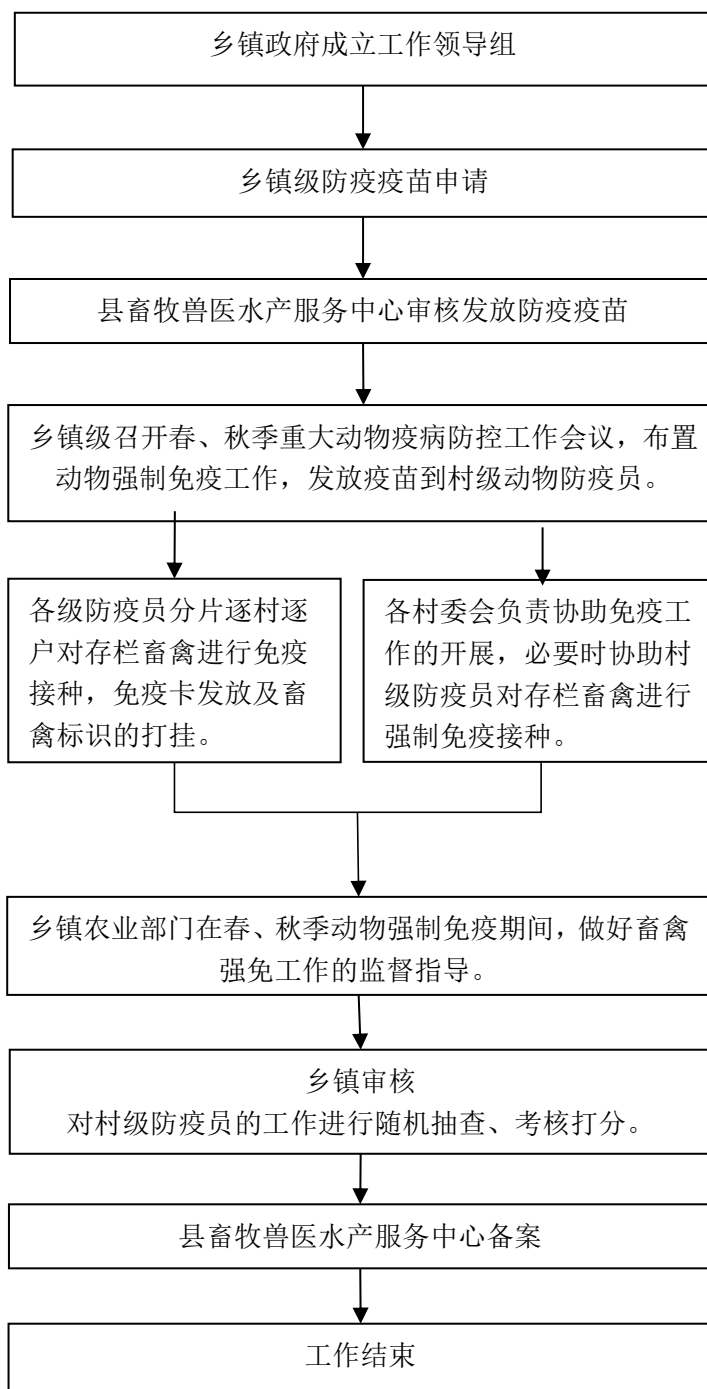 乡镇政府成立工作领导组
乡镇级防疫疫苗申请
县畜牧兽医水产服务中心审核发放防疫疫苗
乡镇级召开春、秋季重大动物疫病防控工作会议，布置
动物强制免疫工作，发放疫苗到村级动物防疫员。
各级防疫员分片逐村逐
户对存栏畜禽进行免疫
接种，免疫卡发放及畜
禽标识的打挂。
各村委会负责协助免疫工
作的开展，必要时协助村
级防疫员对存栏畜禽进行
强制免疫接种。
乡镇农业部门在春、秋季动物强制免疫期间，做好畜禽
强免工作的监督指导。
乡镇审核
对村级防疫员的工作进行随机抽查、考核打分。
县畜牧兽医水产服务中心备案
工作结束